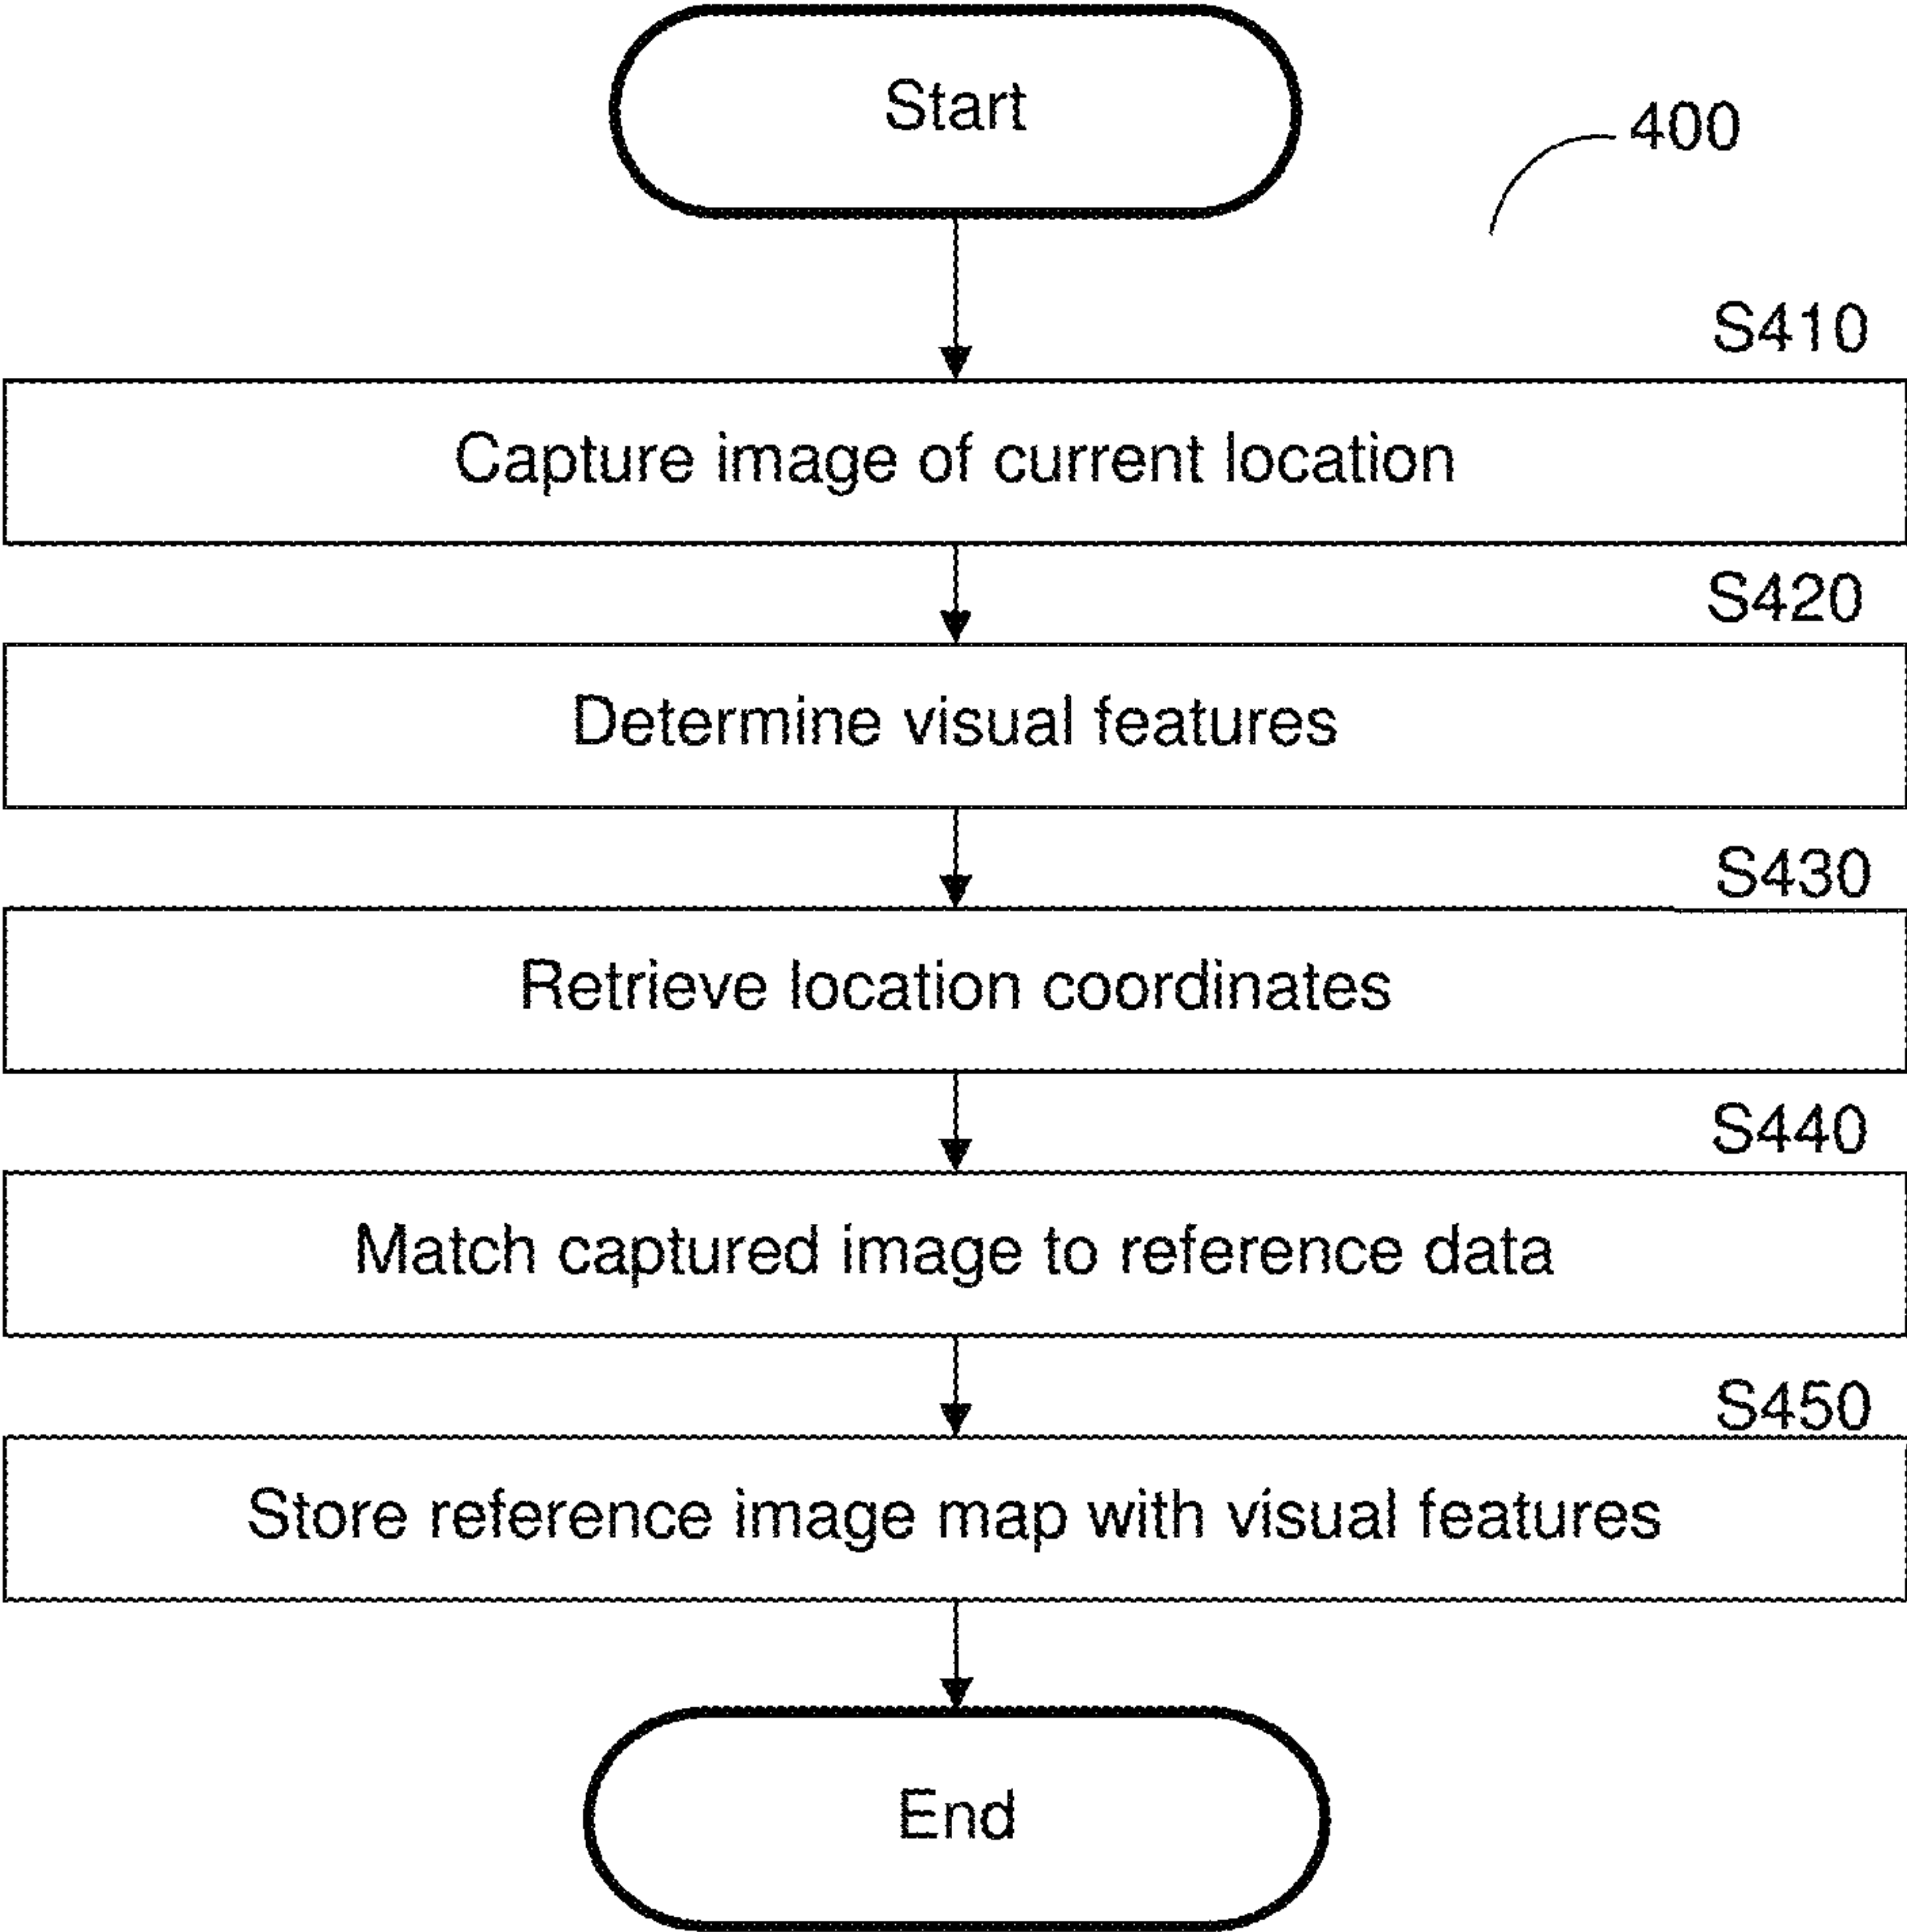 Start
400
S410
Capture image of current location
S420
Determine visual features
S430
Retrieve location coordinates
S440
Match captured image to reference data
S450
Store reference image map with visual features
End